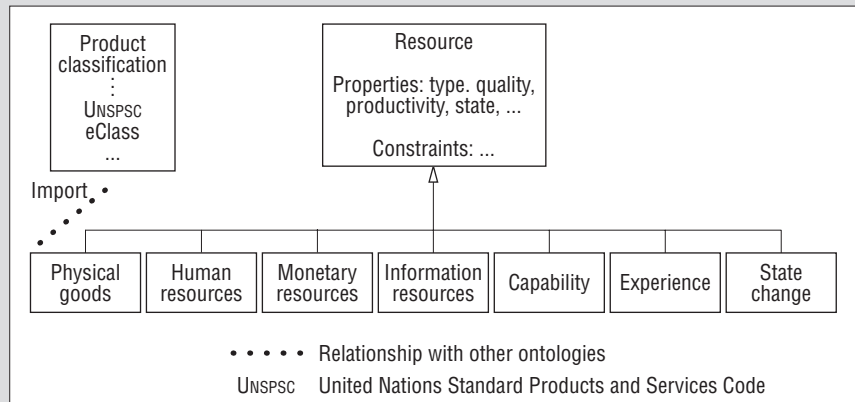 Product
classification
⋮
UNSPSC
eClass
...
Resource
Properties: type. quality,
productivity, state, ...
Constraints: ...
Import
Physical
goods
Human
resources
Monetary
resources
Information
resources
Capability
Experience
State
change
Relationship with other ontologies
UNSPSC United Nations Standard Products and Services Code